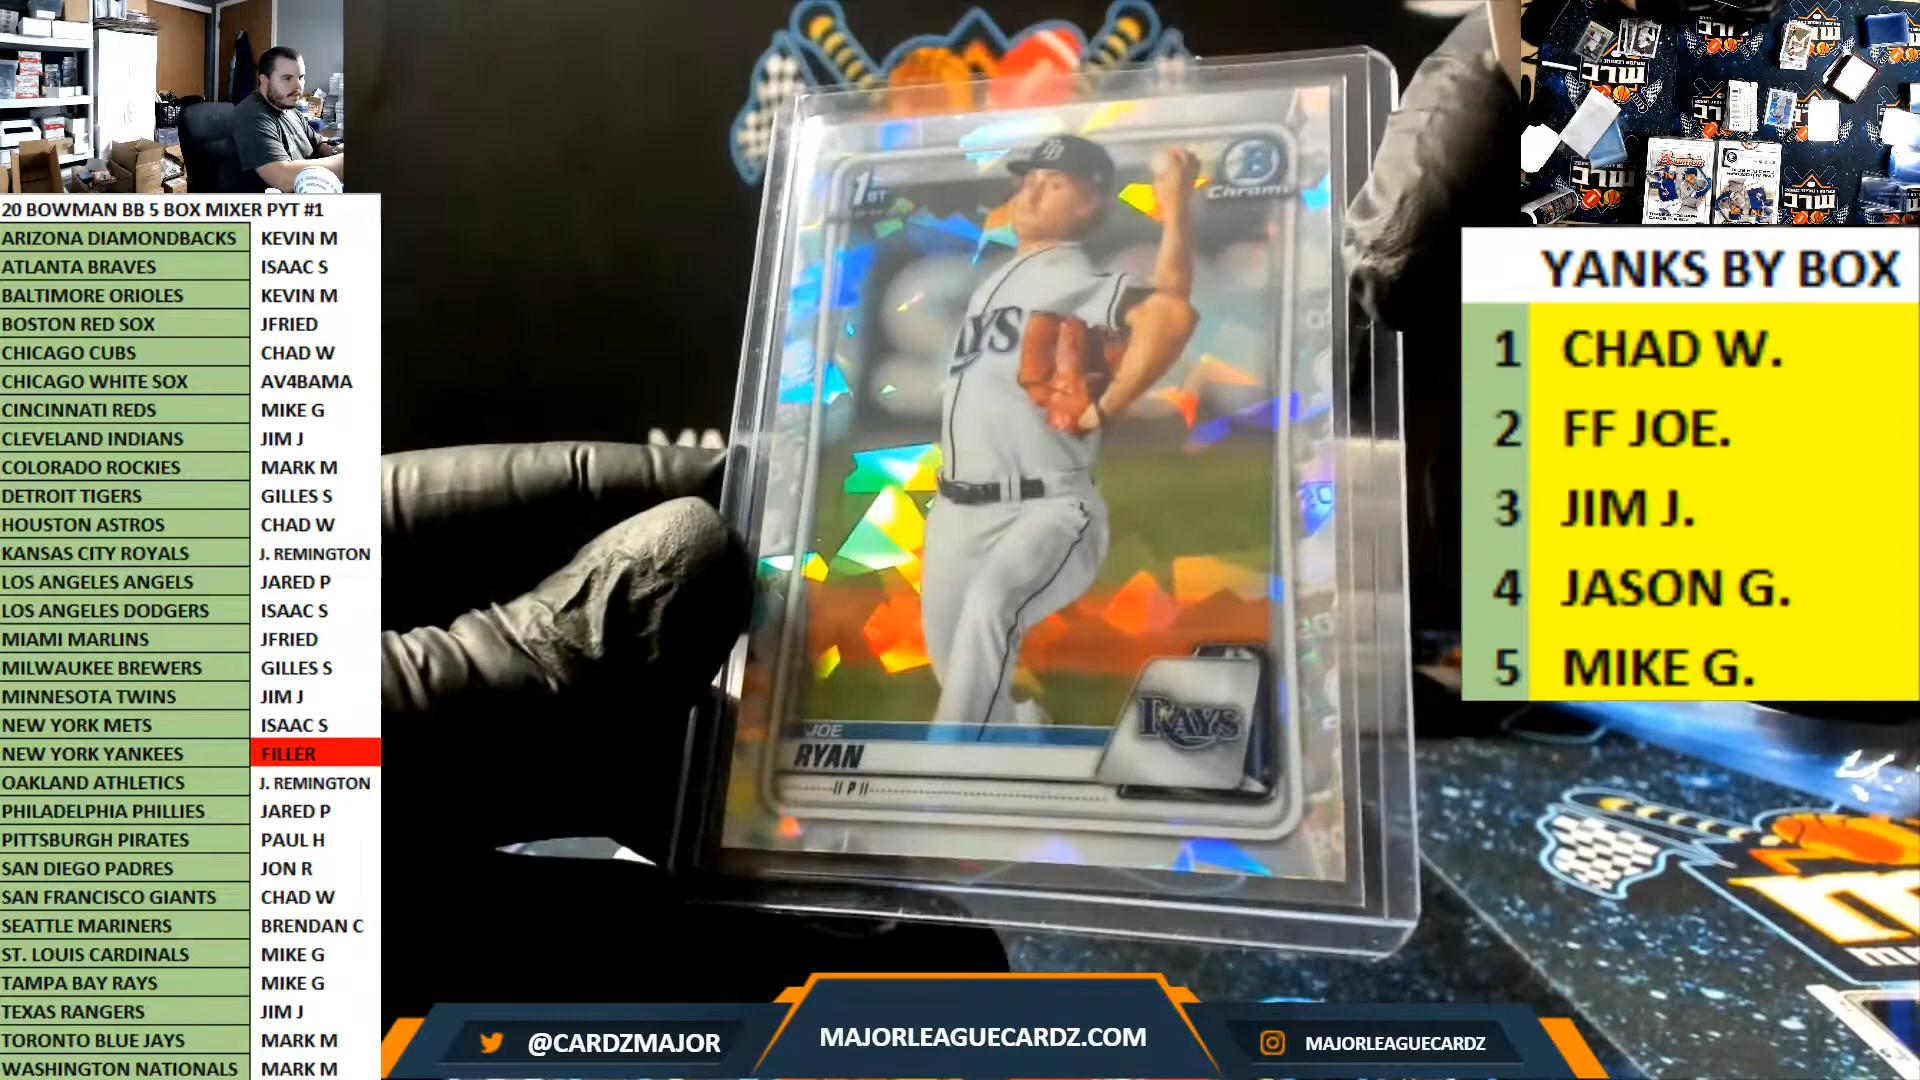 20 BOWMAN BB 5 BOX MIXER PYT #1
ARIZONA DIAMONDBACKS KEVIN M
ATLANTA BRAVES ISAAC S
BALTIMORE ORIOLES KEVIN M
BOSTON RED SOX JFRIED
CHICAGO CUBS CHAD W
CHICAGO WHITE SOX AV4BAMA
CINCINNATI REDS MIKE G
CLEVELAND INDIANS JIM J
COLORADO ROCKIES MARK M
DETROIT TIGERS GILLES S
HOUSTON ASTROS CHAD W
KANSAS CITY ROYALS J. REMINGTON
LOS ANGELES ANGELS JARED P
LOS ANGELES DODGERS ISAAC S
MIAMI MARLINS JFRIED
MILWAUKEE BREWERS GILLES S
MINNESOTA TWINS JIM J
NEW YORK METS ISAAC S
NEW YORK YANKEES FILLER
OAKLAND ATHLETICS J. REMINGTON
PHILADELPHIA PHILLIES JARED P
PITTSBURGH PIRATES PAUL H
SAN DIEGO PADRES JON R
SAN FRANCISCO GIANTS CHAD W
SEATTLE MARINERS BRENDAN C
ST. LOUIS CARDINALS MIKE G
TAMPA BAY RAYS MIKE G
TEXAS RANGERS JIM J
TORONTO BLUE JAYS MARK M
WASHINGTON NATIONALS MARK M
1ST
B
Chrome
TB
RAYS
JOE
RYAN
P
RAYS
YANKS BY BOX
1 CHAD W.
2 FF JOE.
3 JIM J.
4 JASON G.
5 MIKE G.
Bowman
@CARDZMAJOR
MAJORLEAGUECARDZ.COM
MAJORLEAGUECARDZ